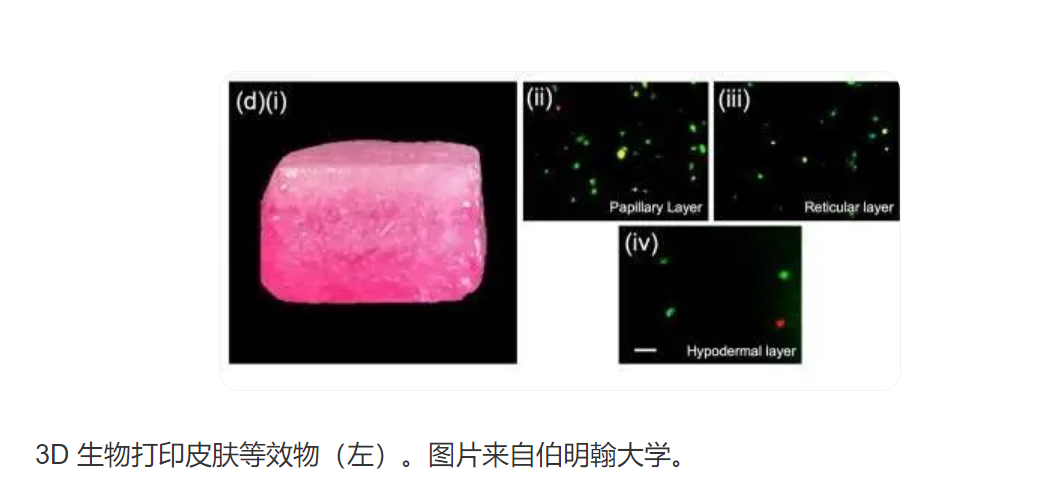 (d)(i)
(ii)
(iii)
Papillary Layer
Reticular layer
(iv)
Hypodermal layer
3D 生物打印皮肤等效物（左）。图片来自伯明翰大学。